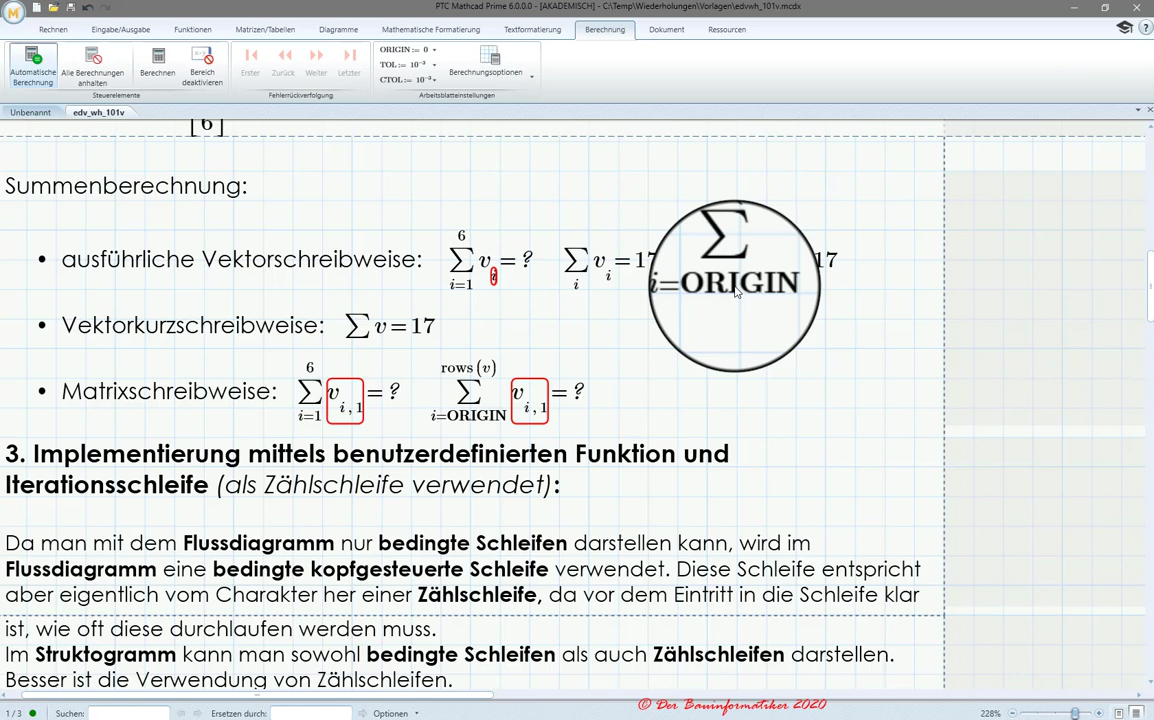 PTC Mathcad Prime 6.0.0.0 - [AKADEMISCH] - C:\Temp\Wiederholungen\Vorlagen\edvwh_101v.mcdx
Rechnen Eingabe/Ausgabe Funktionen Matrizen/Tabellen Diagramme Mathematische Formatierung Textformatierung Berechnung Dokument Ressourcen
Automatische Berechnung
Alle Berechnungen anhalten
Berechnen
Bereich deaktivieren
Erster Zurück Weiter Letzter
ORIGIN := 0
TOL := 10⁻³
CTOL := 10⁻³
Berechnungsoptionen
Steuerelemente Fehlerrückverfolgung Arbeitsblatteinstellungen
Unbenannt edv_wh_101v
[6]
Summenberechnung:
• ausführliche Vektorschreibweise: 6 ∑ i=1 v i = ? ∑ i v i = 17 ∑ i=ORIGIN 17
• Vektorkurzschreibweise: ∑ v = 17
• Matrixschreibweise: 6 ∑ i=1 v i,1 = ? rows (v) ∑ i=ORIGIN v i,1 = ?
3. Implementierung mittels benutzerdefinierten Funktion und
Iterationsschleife (als Zählschleife verwendet):
Da man mit dem Flussdiagramm nur bedingte Schleifen darstellen kann, wird im
Flussdiagramm eine bedingte kopfgesteuerte Schleife verwendet. Diese Schleife entspricht
aber eigentlich vom Charakter her einer Zählschleife, da vor dem Eintritt in die Schleife klar
ist, wie oft diese durchlaufen werden muss.
Im Struktogramm kann man sowohl bedingte Schleifen als auch Zählschleifen darstellen.
Besser ist die Verwendung von Zählschleifen.
© Der Bauinformatiker 2020
1 / 3 Suchen: Ersetzen durch: Optionen 228%